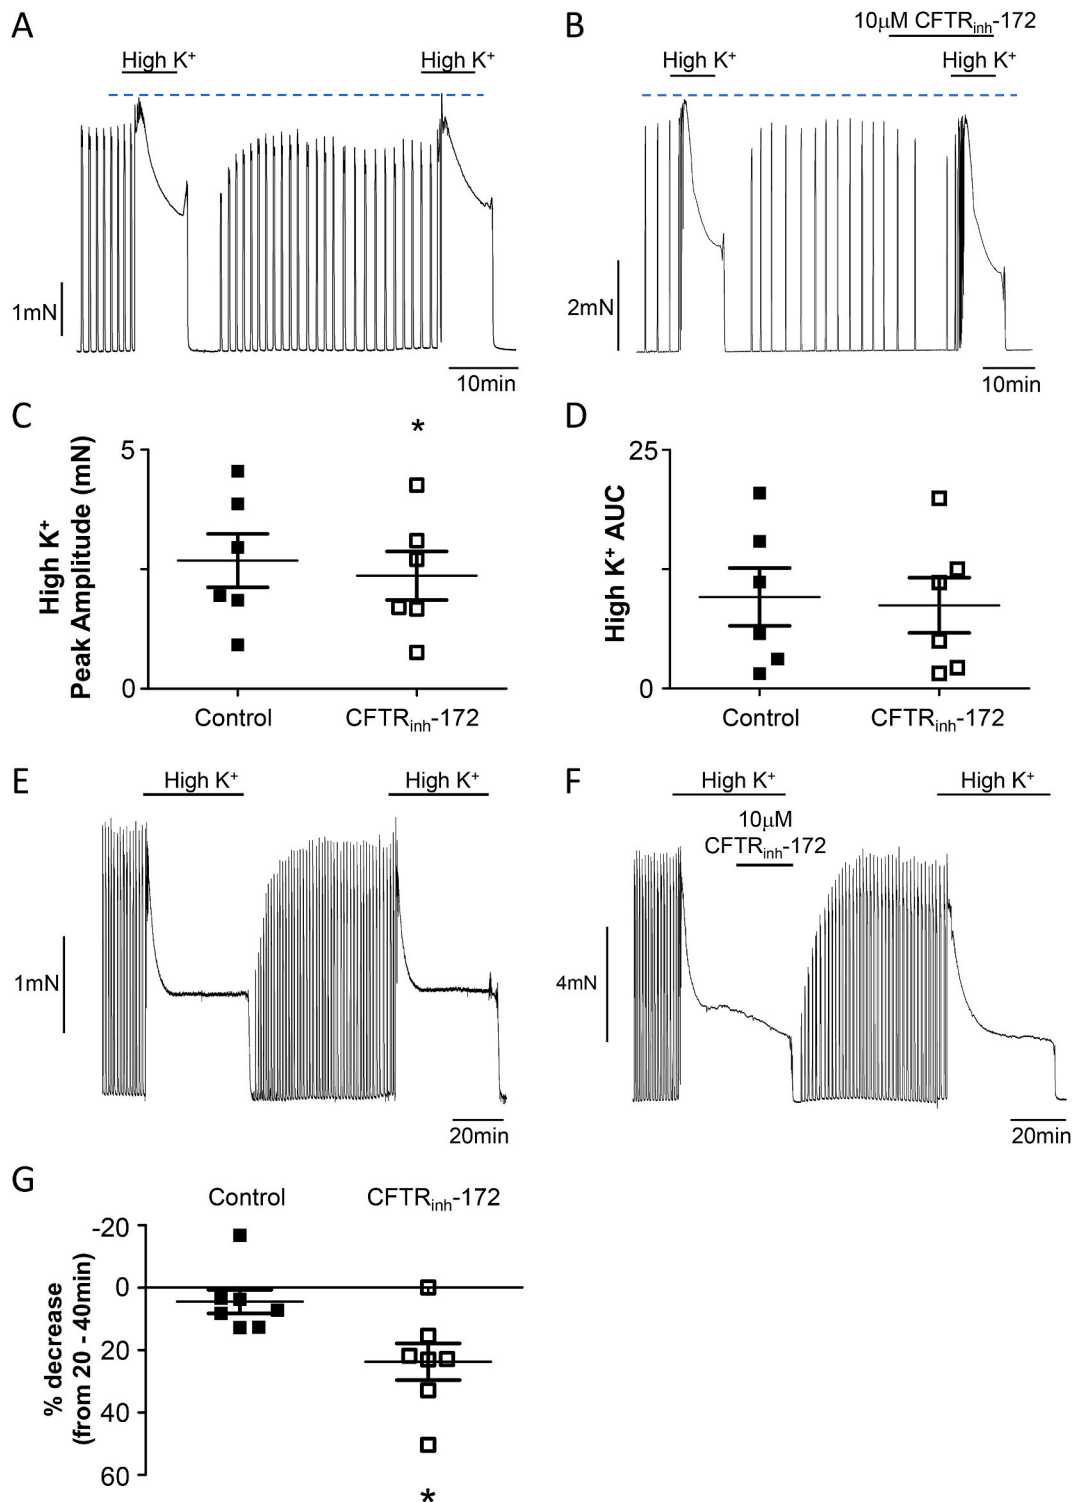 A
High K⁺
High K⁺
1mN
10min
B
10µM CFTRinh-172
High K⁺
High K⁺
2mN
10min
C
*
High K⁺
Peak Amplitude (mN)
5
0
Control
CFTRinh-172
D
High K⁺ AUC
25
0
Control
CFTRinh-172
E
High K⁺
High K⁺
1mN
20min
F
High K⁺
High K⁺
10µM
CFTRinh-172
4mN
20min
G
Control
CFTRinh-172
% decrease
(from 20 - 40min)
-20
0
20
40
60
*